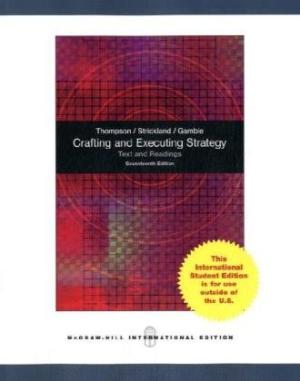 Thompson / Strickland / Gamble
Crafting and Executing Strategy
Text and Readings
Seventeenth Edition
This
International
Student Edition
is for use
outside of
the U.S.
McGRAW-HILL INTERNATIONAL EDITION